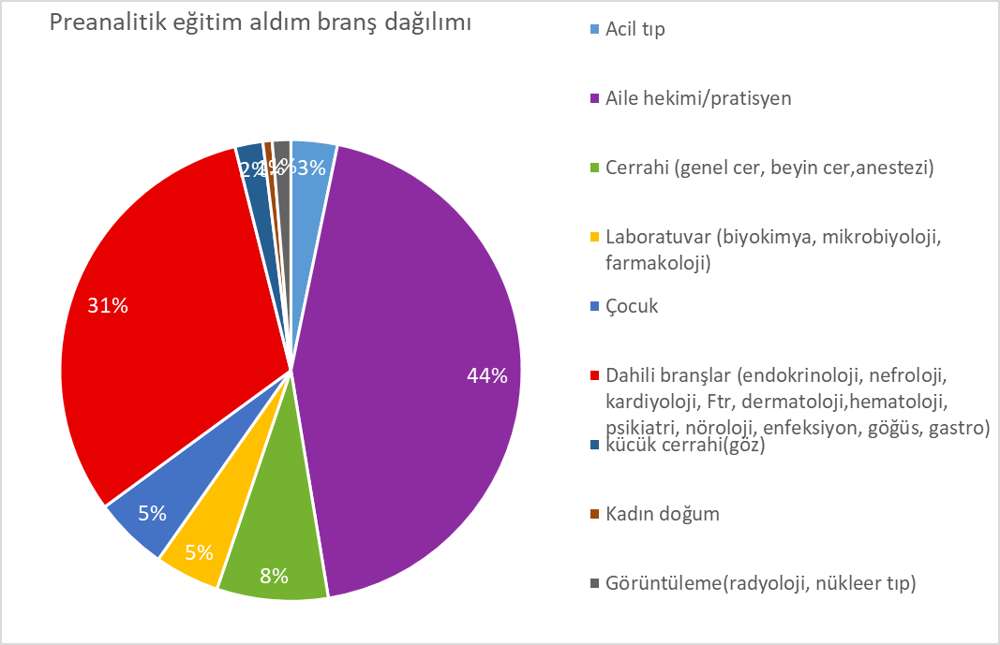 Preanalitik eğitim aldım branş dağılımı
Acil tıp
Aile hekimi/pratisyen
Cerrahi (genel cer, beyin cer,anestezi)
Laboratuvar (biyokimya, mikrobiyoloji,
farmakoloji)
Çocuk
Dahili branşlar (endokrinoloji, nefroloji,
kardiyoloji, Ftr, dermatoloji,hematoloji,
psikiatri, nöroloji, enfeksiyon, göğüs, gastro)
kücük cerrahi(göz)
Kadın doğum
Görüntüleme(radyoloji, nükleer tıp)
3%
44%
8%
5%
5%
31%
2%
1%
1%